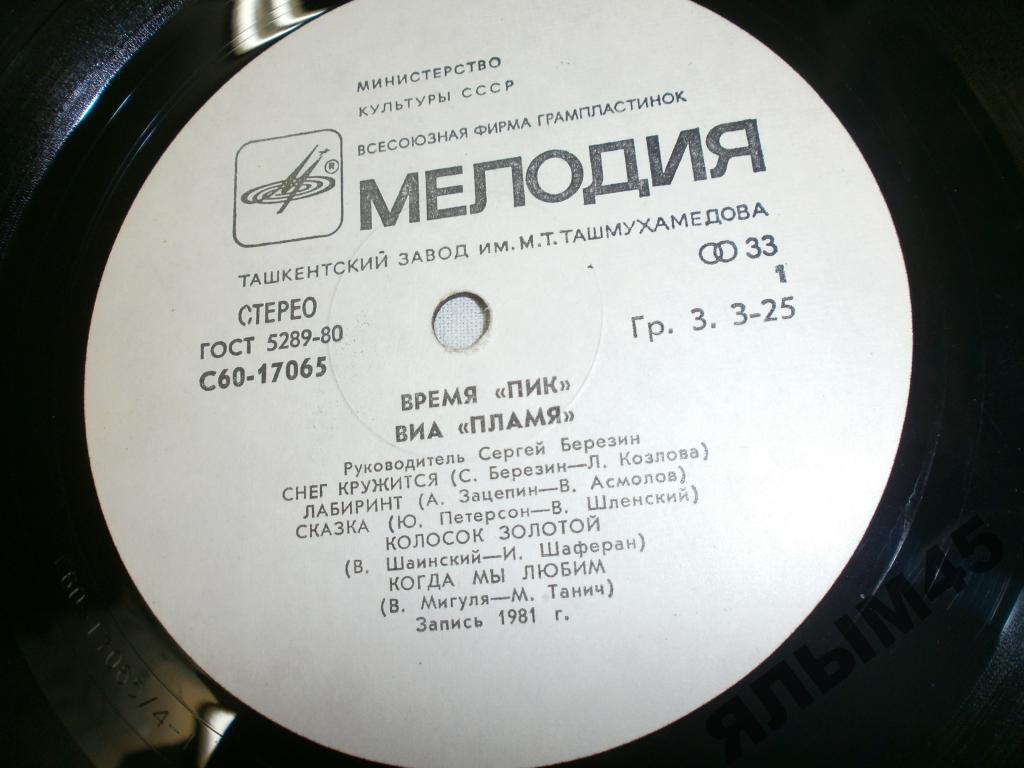 МИНИСТЕРСТВО
КУЛЬТУРЫ СССР
ВСЕСОЮЗНАЯ ФИРМА ГРАМПЛАСТИНОК
®
МЕЛОДИЯ
ТАШКЕНТСКИЙ ЗАВОД ИМ. М.Т. ТАШМУХАМЕДОВА
СТЕРЕО
33
ГОСТ 5289-80
1
С60-17065
Гр. 3. 3-25
ВРЕМЯ «ПИК»
ВИА «ПЛАМЯ»
Руководитель Сергей Березин
СНЕГ КРУЖИТСЯ (С. Березин—Л. Козлова)
ЛАБИРИНТ (А. Зацепин—В. Асмолов)
СКАЗКА (Ю. Петерсон—В. Шленский)
КОЛОСОК ЗОЛОТОЙ
(В. Шаинский—И. Шаферан)
КОГДА МЫ ЛЮБИМ
(В. Мигуля—М. Танич)
Запись 1981 г.
ЯЛЫМ45